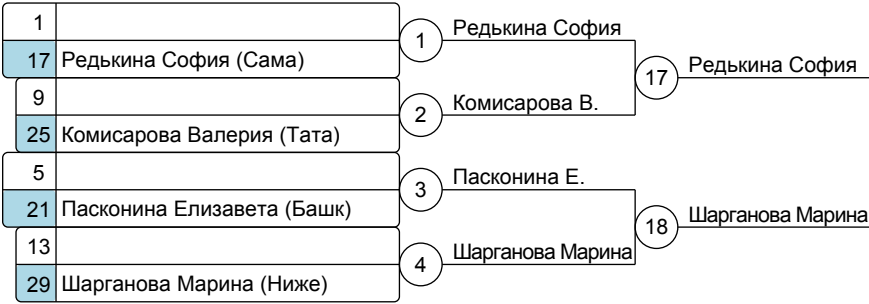 1
17 Редькина София (Сама)
9
25 Комисарова Валерия (Тата)
5
21 Пасконина Елизавета (Башк)
13
29 Шарганова Марина (Ниже)
1 Редькина София
2 Комисарова В.
3 Пасконина Е.
4 Шарганова Марина
17 Редькина София
18 Шарганова Марина